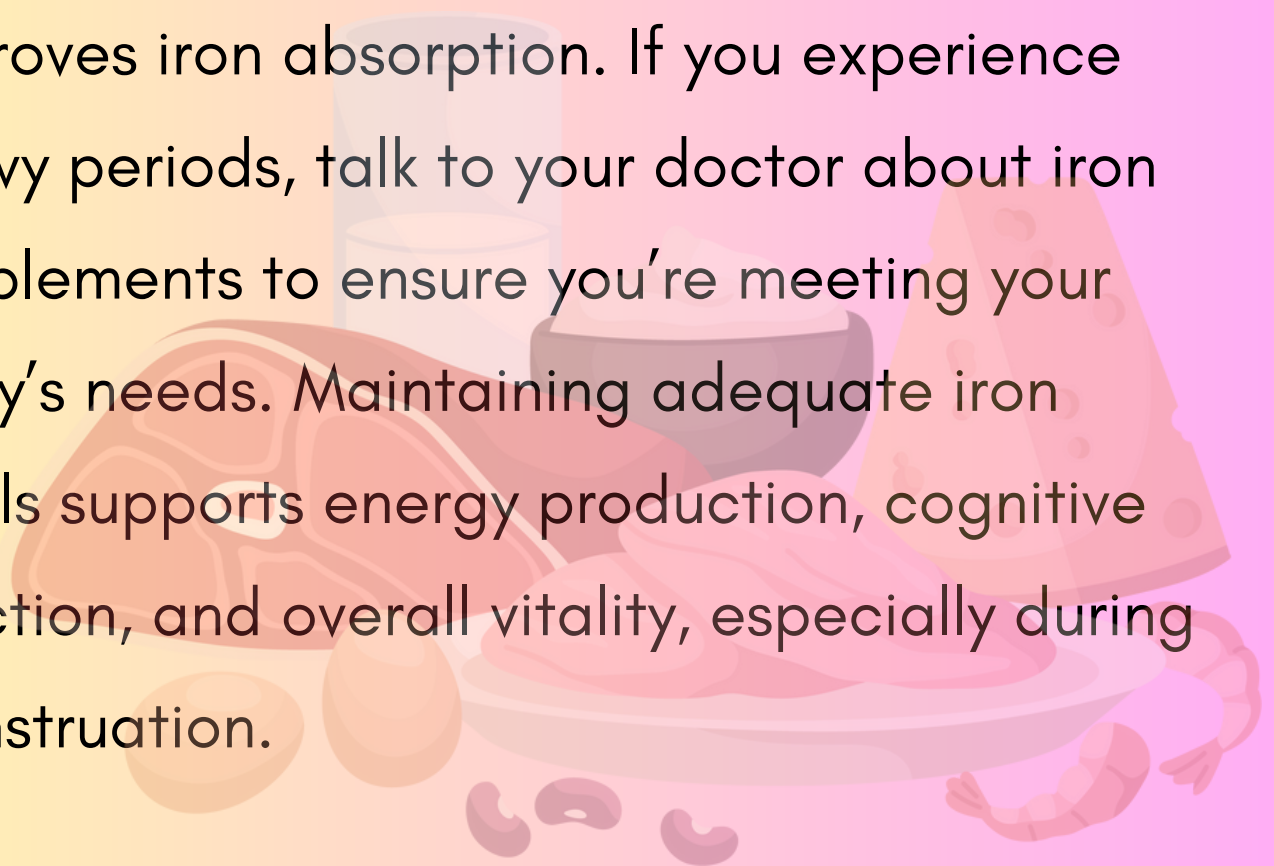 roves iron absorption. If you experience
vy periods, talk to your doctor about iron
plements to ensure you’re meeting your
y’s needs. Maintaining adequate iron
ls supports energy production, cognitive
ction, and overall vitality, especially during
nstruation.